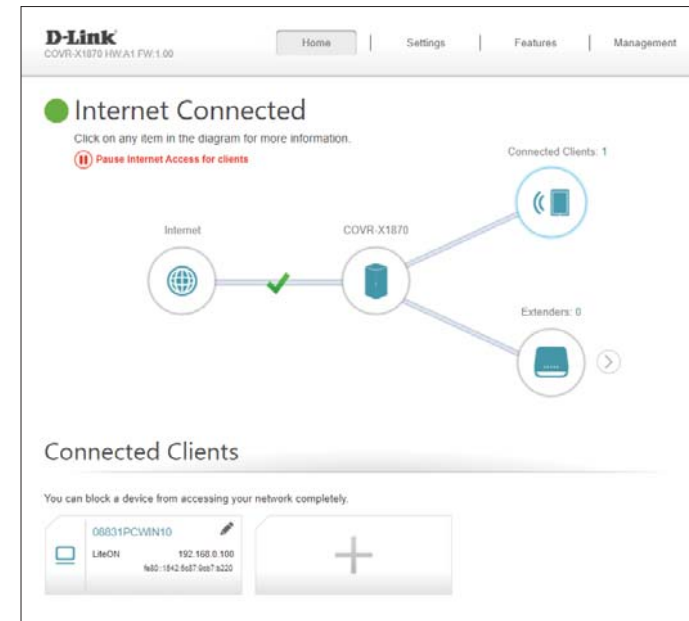 D-Link
COVR-X1870 HW:A1 FW:1.00
Home | Settings | Features | Management
Internet Connected
Click on any item in the diagram for more information.
Pause Internet Access for clients
Connected Clients: 1
Internet
COVR-X1870
Extenders: 0
Connected Clients
You can block a device from accessing your network completely.
08831PCWIN10
LiteON 192.168.0.100